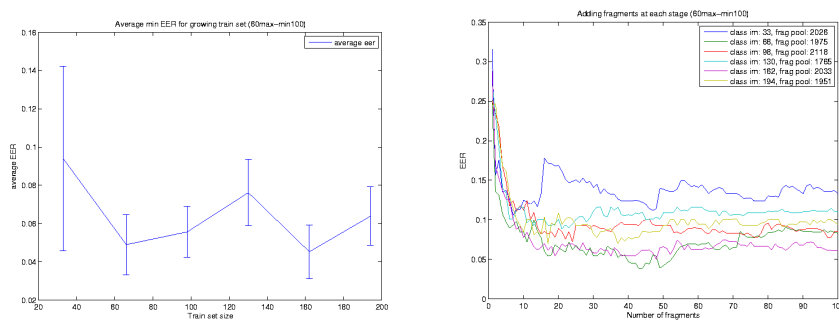 Average min EER for growing train set (60max-min100)
average eer
0.18
0.16
0.14
0.12
0.1
0.08
0.06
0.04
0.02
average EER
20 40 60 80 100 120 140 160 180 200
Train set size
Adding fragments at each stage (60max-min100)
class im: 33, frag pool: 2026
class im: 66, frag pool: 1975
class im: 98, frag pool: 2118
class im: 130, frag pool: 1765
class im: 162, frag pool: 2033
class im: 194, frag pool: 1951
0.35
0.3
0.25
0.2
0.15
0.1
0.05
0
EER
0 10 20 30 40 50 60 70 80 90 100
Number of fragments